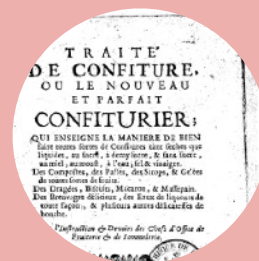 TRAITÉ
DE CONFITURE,
OU LE NOUVEAU
ET PARFAIT
CONFITURIER;
QUI ENSEIGNE LA MANIERE DE BIEN
faire toutes sortes de Confitures tant seches que
liquides, au sucré, à demy sucre, & sans sucre,
au miel, au moust, à l'eau, sel & vinaigre.
Des Compostes, des Pastes, des Sirops, & Gelées
de toutes sortes de fruits:
Des Dragées, Biscuits, Macaron, & Massepain.
Des Breuvages délicieux, des Eaux de liqueurs de
toute façon, & plusieurs autres délicatesses de
bouche.
l'Instruction & Devoirs des Chefs d'Office de
Fruiterie & de Sommelerie.